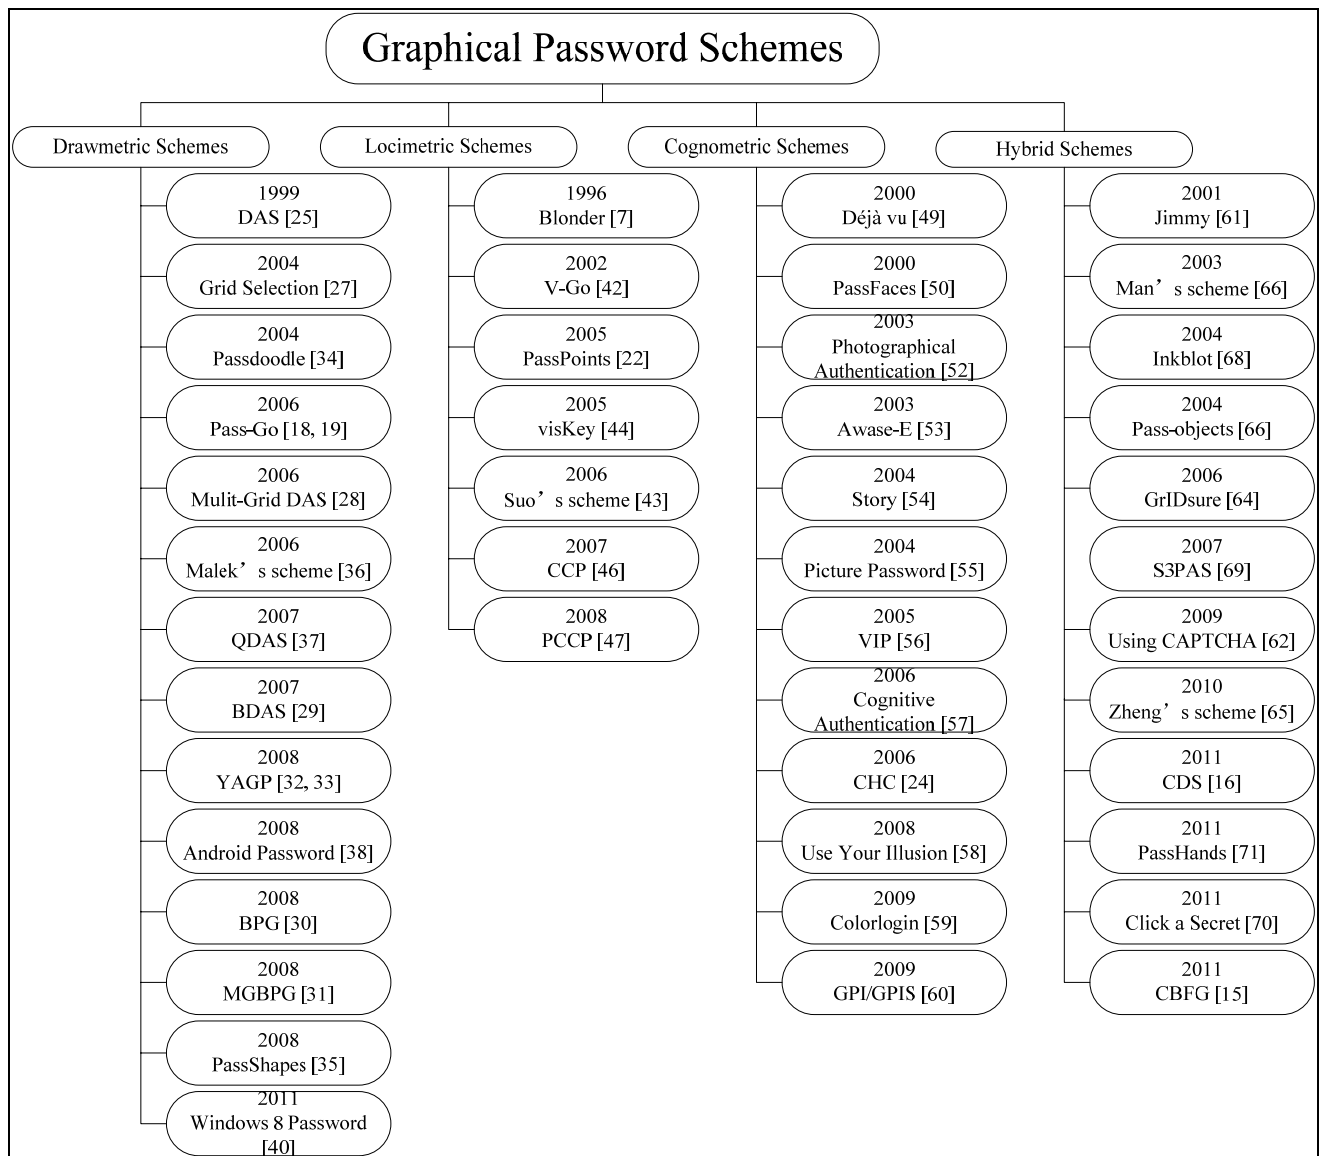 Graphical Password Schemes
Drawmetric Schemes
1999
DAS [25]
2004
Grid Selection [27]
2004
Passdoodle [34]
2006
Pass-Go [18, 19]
2006
Mulit-Grid DAS [28]
2006
Malek’s scheme [36]
2007
QDAS [37]
2007
BDAS [29]
2008
YAGP [32, 33]
2008
Android Password [38]
2008
BPG [30]
2008
MGBPG [31]
2008
PassShapes [35]
2011
Windows 8 Password
[40]
Locimetric Schemes
1996
Blonder [7]
2002
V-Go [42]
2005
PassPoints [22]
2005
visKey [44]
2006
Suo’s scheme [43]
2007
CCP [46]
2008
PCCP [47]
Cognometric Schemes
2000
Déjà vu [49]
2000
PassFaces [50]
2003
Photographical
Authentication [52]
2003
Awase-E [53]
2004
Story [54]
2004
Picture Password [55]
2005
VIP [56]
2006
Cognitive
Authentication [57]
2006
CHC [24]
2008
Use Your Illusion [58]
2009
Colorlogin [59]
2009
GPI/GPIS [60]
Hybrid Schemes
2001
Jimmy [61]
2003
Man’s scheme [66]
2004
Inkblot [68]
2004
Pass-objects [66]
2006
GrIDsure [64]
2007
S3PAS [69]
2009
Using CAPTCHA [62]
2010
Zheng’s scheme [65]
2011
CDS [16]
2011
PassHands [71]
2011
Click a Secret [70]
2011
CBFG [15]